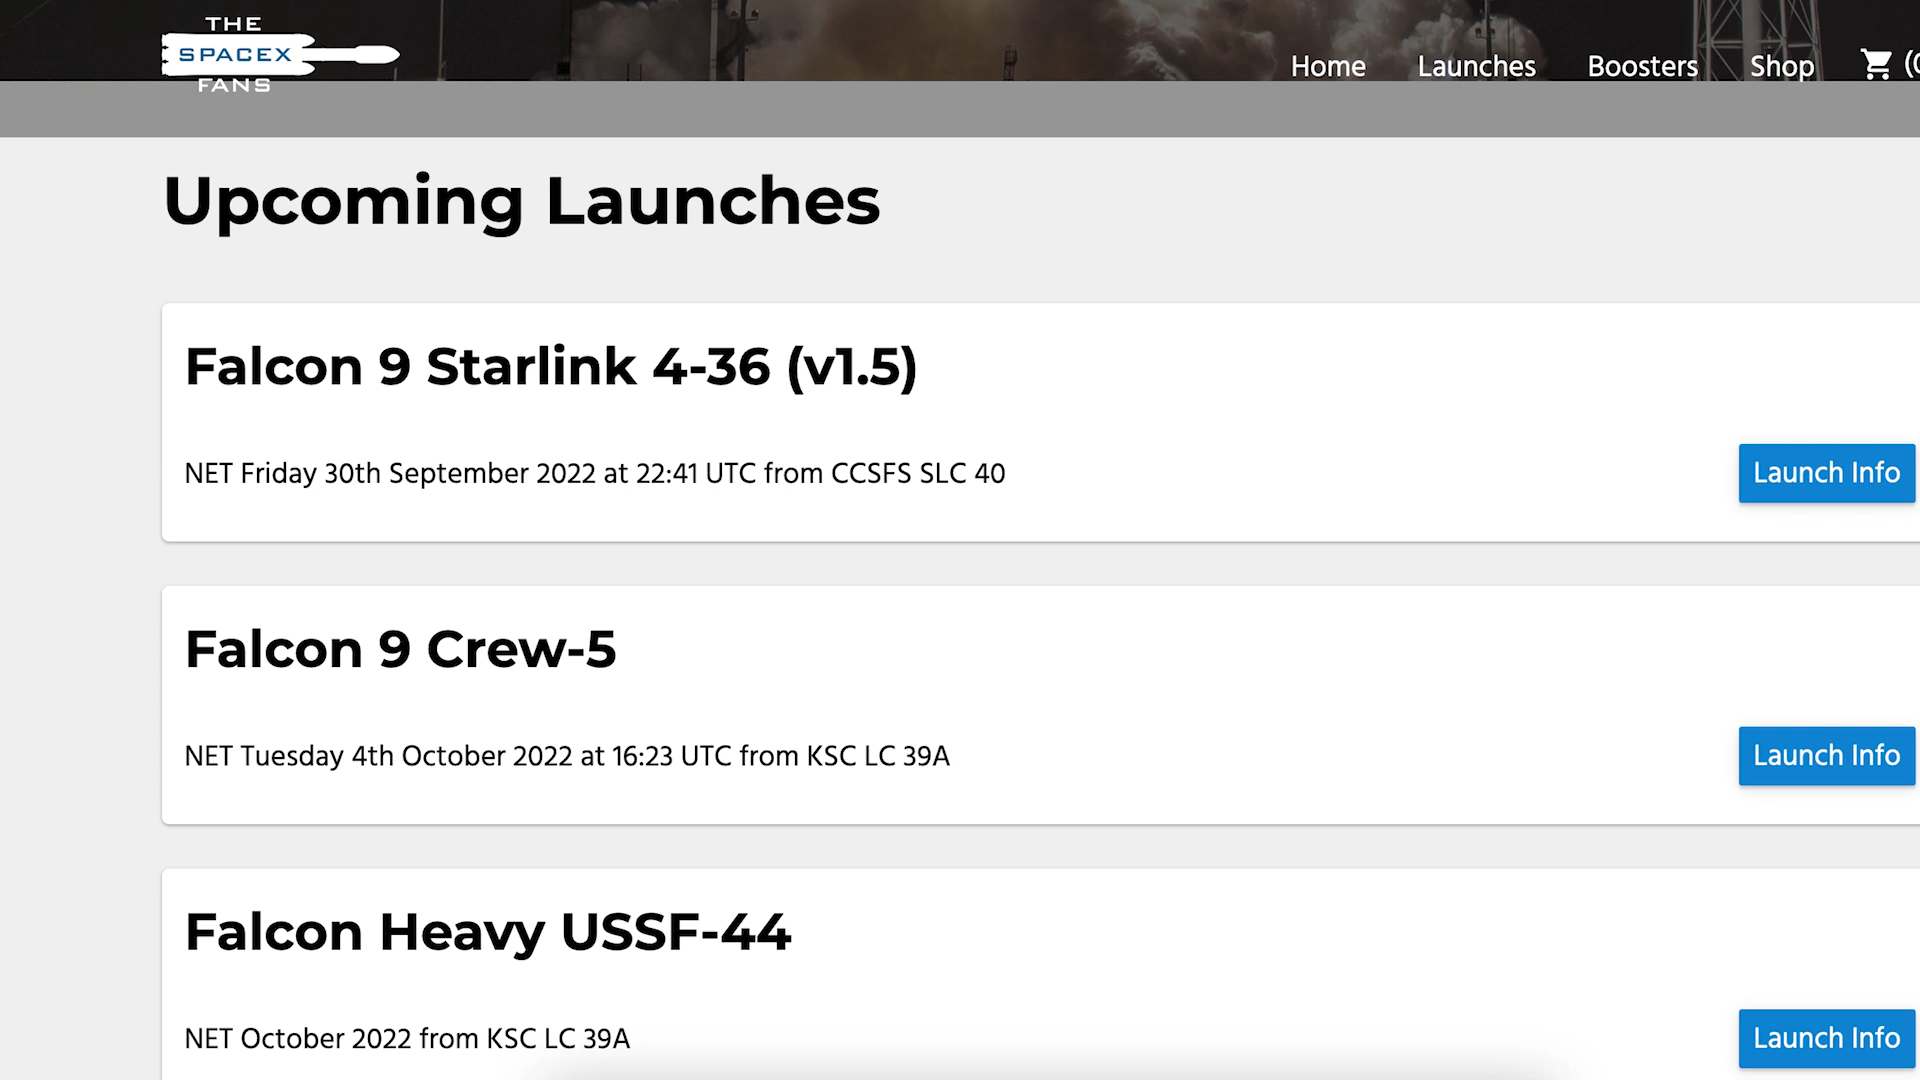 THE
SPACEX
FANS
Home Launches Boosters Shop
Upcoming Launches
Falcon 9 Starlink 4-36 (v1.5)
NET Friday 30th September 2022 at 22:41 UTC from CCSFS SLC 40
Launch Info
Falcon 9 Crew-5
NET Tuesday 4th October 2022 at 16:23 UTC from KSC LC 39A
Launch Info
Falcon Heavy USSF-44
NET October 2022 from KSC LC 39A
Launch Info